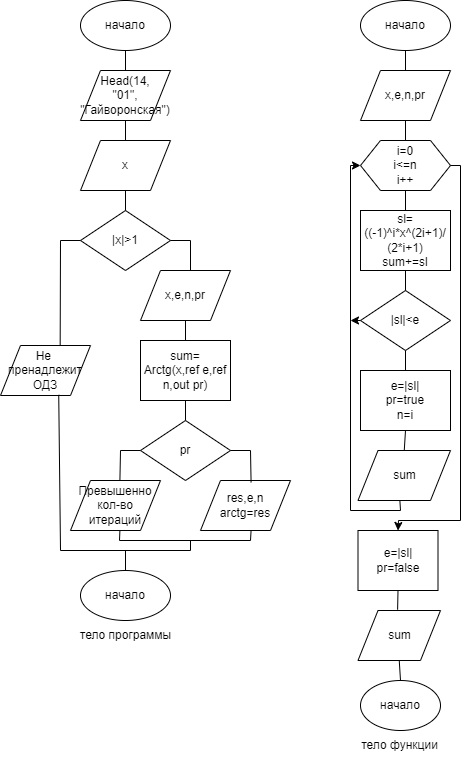 начало
Head(14,
"01",
"Гайворонская")
x
|x|>1
x,e,n,pr
Не
пренадлежит
ОДЗ
sum=
Arctg(x,ref e,ref
n,out pr)
pr
Превышенно
кол-во
итераций
res,e,n
arctg=res
начало
тело программы
начало
x,e,n,pr
i=0
i<=n
i++
sl=
((-1)^i*x^(2i+1)/
(2*i+1)
sum+=sl
|sl|<e
e=|sl|
pr=true
n=i
sum
e=|sl|
pr=false
sum
начало
тело функции